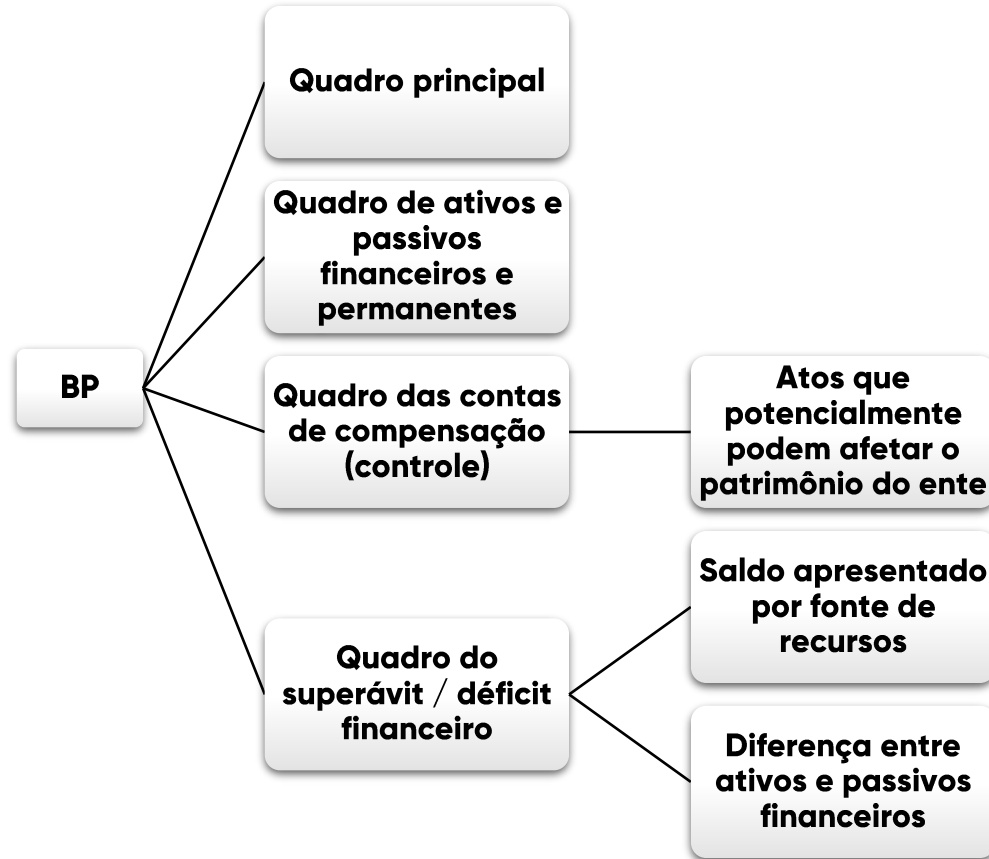 Quadro principal
Quadro de ativos e
passivos
financeiros e
permanentes
BP
Quadro das contas
de compensação
(controle)
Atos que
potencialmente
podem afetar o
patrimônio do ente
Quadro do
superávit / déficit
financeiro
Saldo apresentado
por fonte de
recursos
Diferença entre
ativos e passivos
financeiros